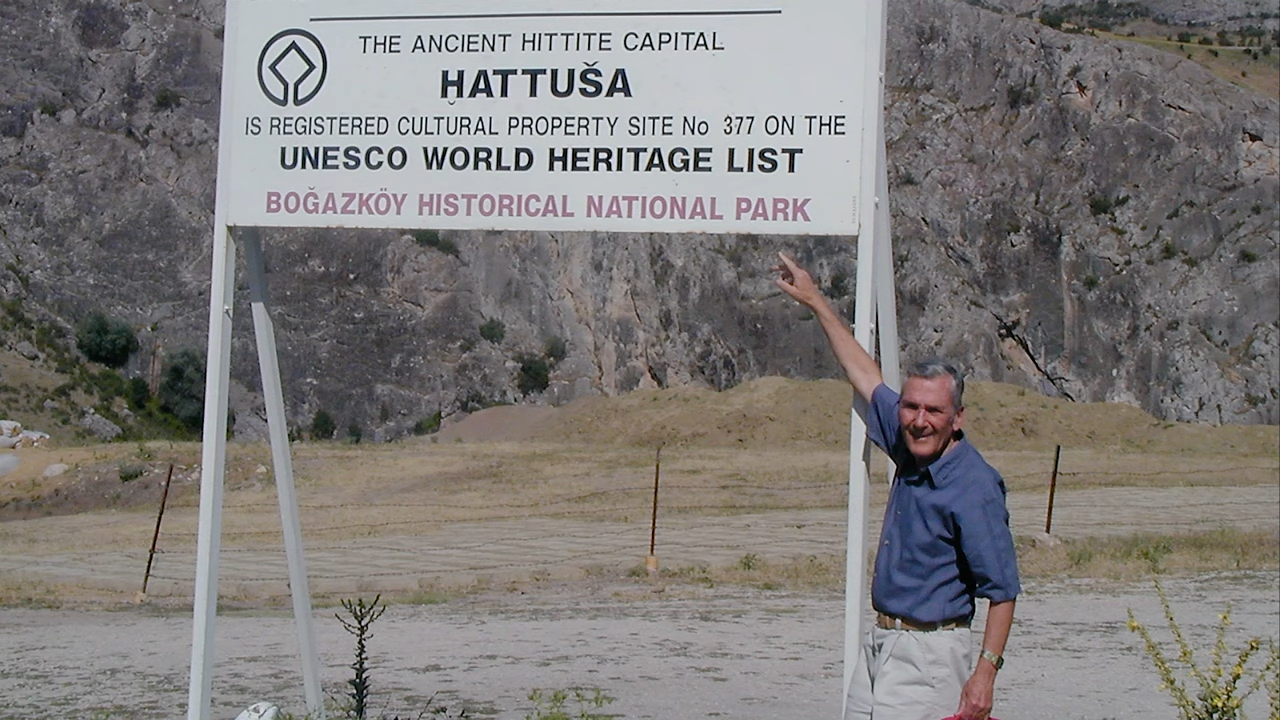 THE ANCIENT HITTITE CAPITAL
ḪATTUŠA
IS REGISTERED CULTURAL PROPERTY SITE No 377 ON THE
UNESCO WORLD HERITAGE LIST
BOĞAZKÖY HISTORICAL NATIONAL PARK